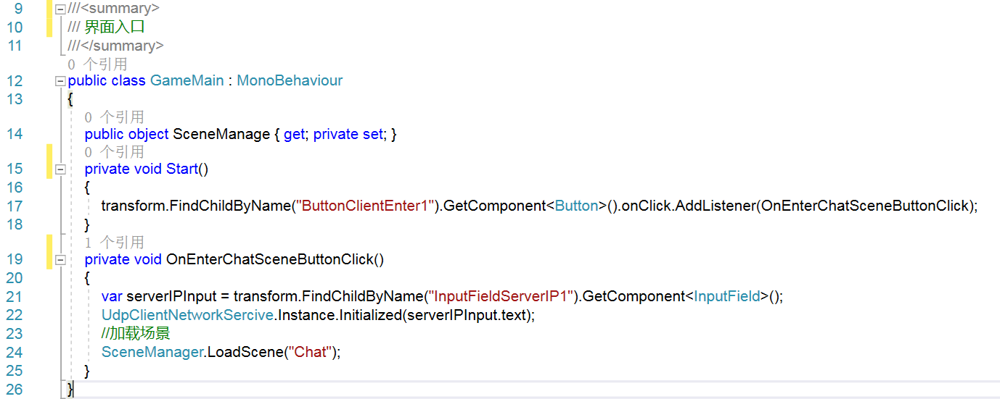 9 ///<summary>
10 /// 界面入口
11 ///</summary>
0 个引用
12 public class GameMain : MonoBehaviour
13 {
0 个引用
14 public object SceneManage { get; private set; }
0 个引用
15 private void Start()
16 {
17 transform.FindChildByName("ButtonClientEnter1").GetComponent<Button>().onClick.AddListener(OnEnterChatSceneButtonClick);
18 }
1 个引用
19 private void OnEnterChatSceneButtonClick()
20 {
21 var serverIPInput = transform.FindChildByName("InputFieldServerIP1").GetComponent<InputField>();
22 UdpClientNetworkSercive.Instance.Initialized(serverIPInput.text);
23 //加载场景
24 SceneManager.LoadScene("Chat");
25 }
26 }